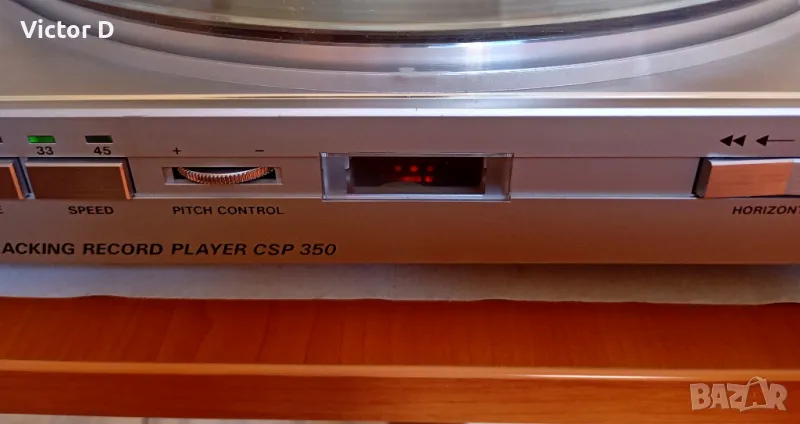 Victor D
33 45
+ −
SPEED PITCH CONTROL HORIZONT
ACKING RECORD PLAYER CSP 350
BAZAR